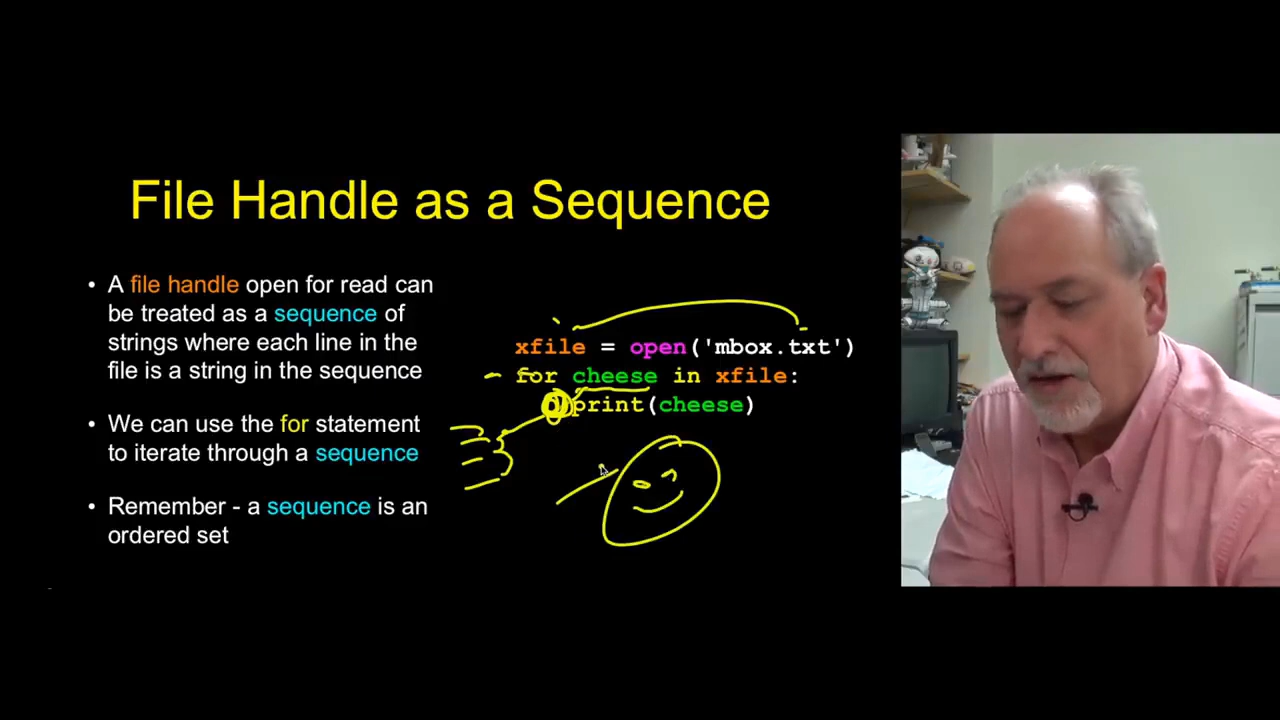 File Handle as a Sequence
• A file handle open for read can
be treated as a sequence of
strings where each line in the
file is a string in the sequence
• We can use the for statement
to iterate through a sequence
• Remember - a sequence is an
ordered set
xfile = open('mbox.txt')
for cheese in xfile:
print(cheese)